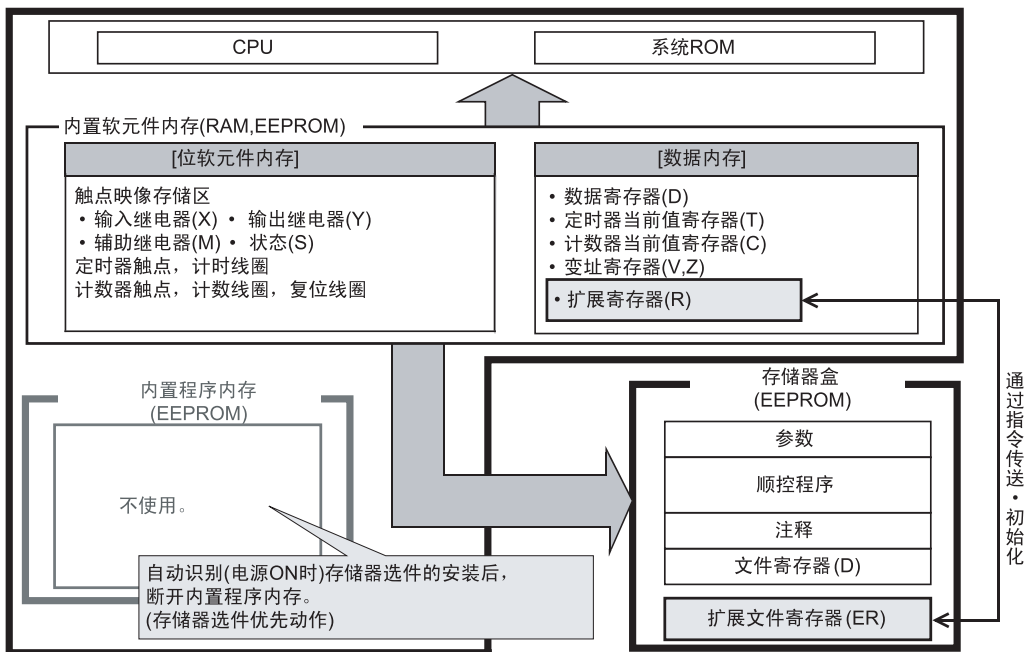 CPU
系统ROM
内置软元件内存(RAM,EEPROM)
[位软元件内存]
触点映像存储区
• 输入继电器(X) • 输出继电器(Y)
• 辅助继电器(M) • 状态(S)
定时器触点，计时线圈
计数器触点，计数线圈，复位线圈
[数据内存]
• 数据寄存器(D)
• 定时器当前值寄存器(T)
• 计数器当前值寄存器(C)
• 变址寄存器(V,Z)
• 扩展寄存器(R)
内置程序内存
(EEPROM)
不使用。
自动识别(电源ON时)存储器选件的安装后，
断开内置程序内存。
(存储器选件优先动作)
存储器盒
(EEPROM)
参数
顺控程序
注释
文件寄存器(D)
扩展文件寄存器(ER)
通过指令传送・初始化